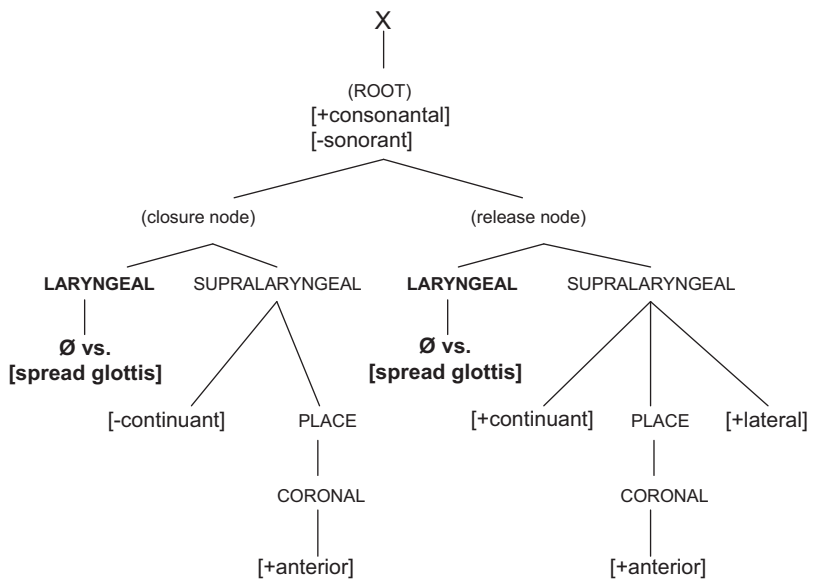 X
(ROOT)
[+consonantal]
[-sonorant]
(closure node) (release node)
LARYNGEAL SUPRALARYNGEAL LARYNGEAL SUPRALARYNGEAL
Ø vs. Ø vs.
[spread glottis] [spread glottis]
[-continuant] PLACE [+continuant] PLACE [+lateral]
CORONAL CORONAL
[+anterior] [+anterior]